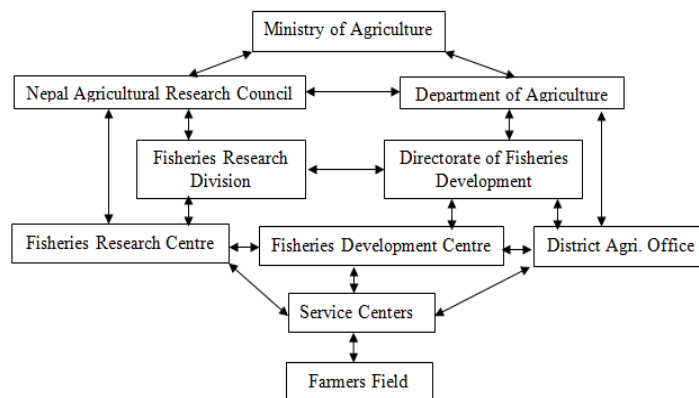 Ministry of Agriculture
Nepal Agricultural Research Council
Department of Agriculture
Fisheries Research
Division
Directorate of Fisheries
Development
Fisheries Research Centre
Fisheries Development Centre
District Agri. Office
Service Centers
Farmers Field